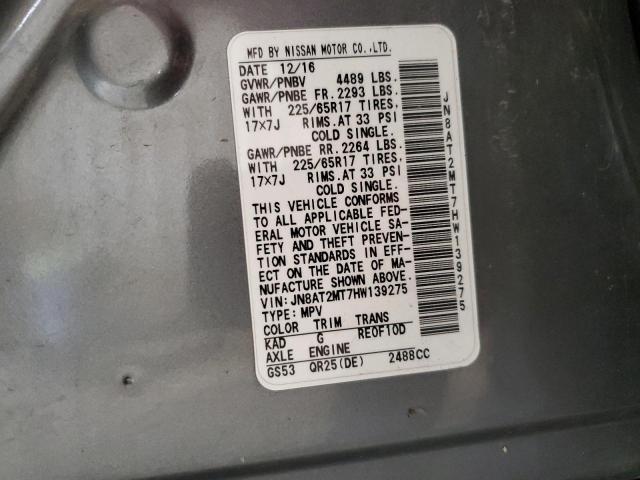 MFD BY NISSAN MOTOR CO.,LTD.
DATE 12/16
GVWR/PNBV 4489 LBS.
GAWR/PNBE FR. 2293 LBS.
WITH 225/65R17 TIRES.
17X7J RIMS.AT 33 PSI
COLD SINGLE.
GAWR/PNBE RR. 2264 LBS.
WITH 225/65R17 TIRES.
17X7J RIMS.AT 33 PSI
COLD SINGLE.
THIS VEHICLE CONFORMS
TO ALL APPLICABLE FED-
ERAL MOTOR VEHICLE SA-
FETY AND THEFT PREVEN-
TION STANDARDS IN EFF-
ECT ON THE DATE OF MA-
NUFACTURE SHOWN ABOVE.
VIN: JN8AT2MT7HW139275
TYPE: MPV
COLOR TRIM TRANS
KAD G RE0F10D
AXLE ENGINE
GS53 QR25(DE) 2488CC
JN8AT2MT7HW139275